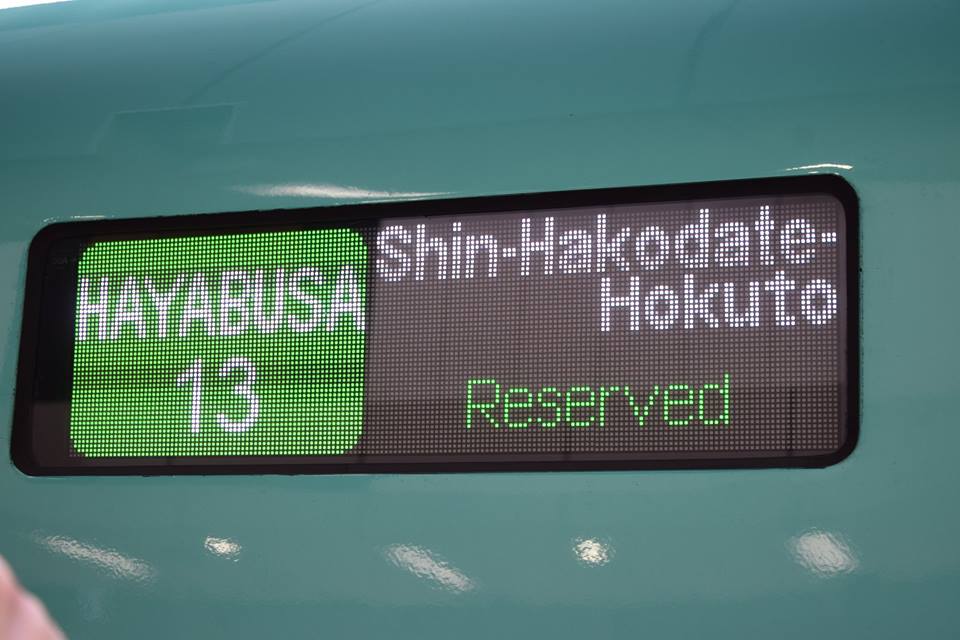 HAYABUSA
13
Shin-Hakodate-
Hokuto
Reserved